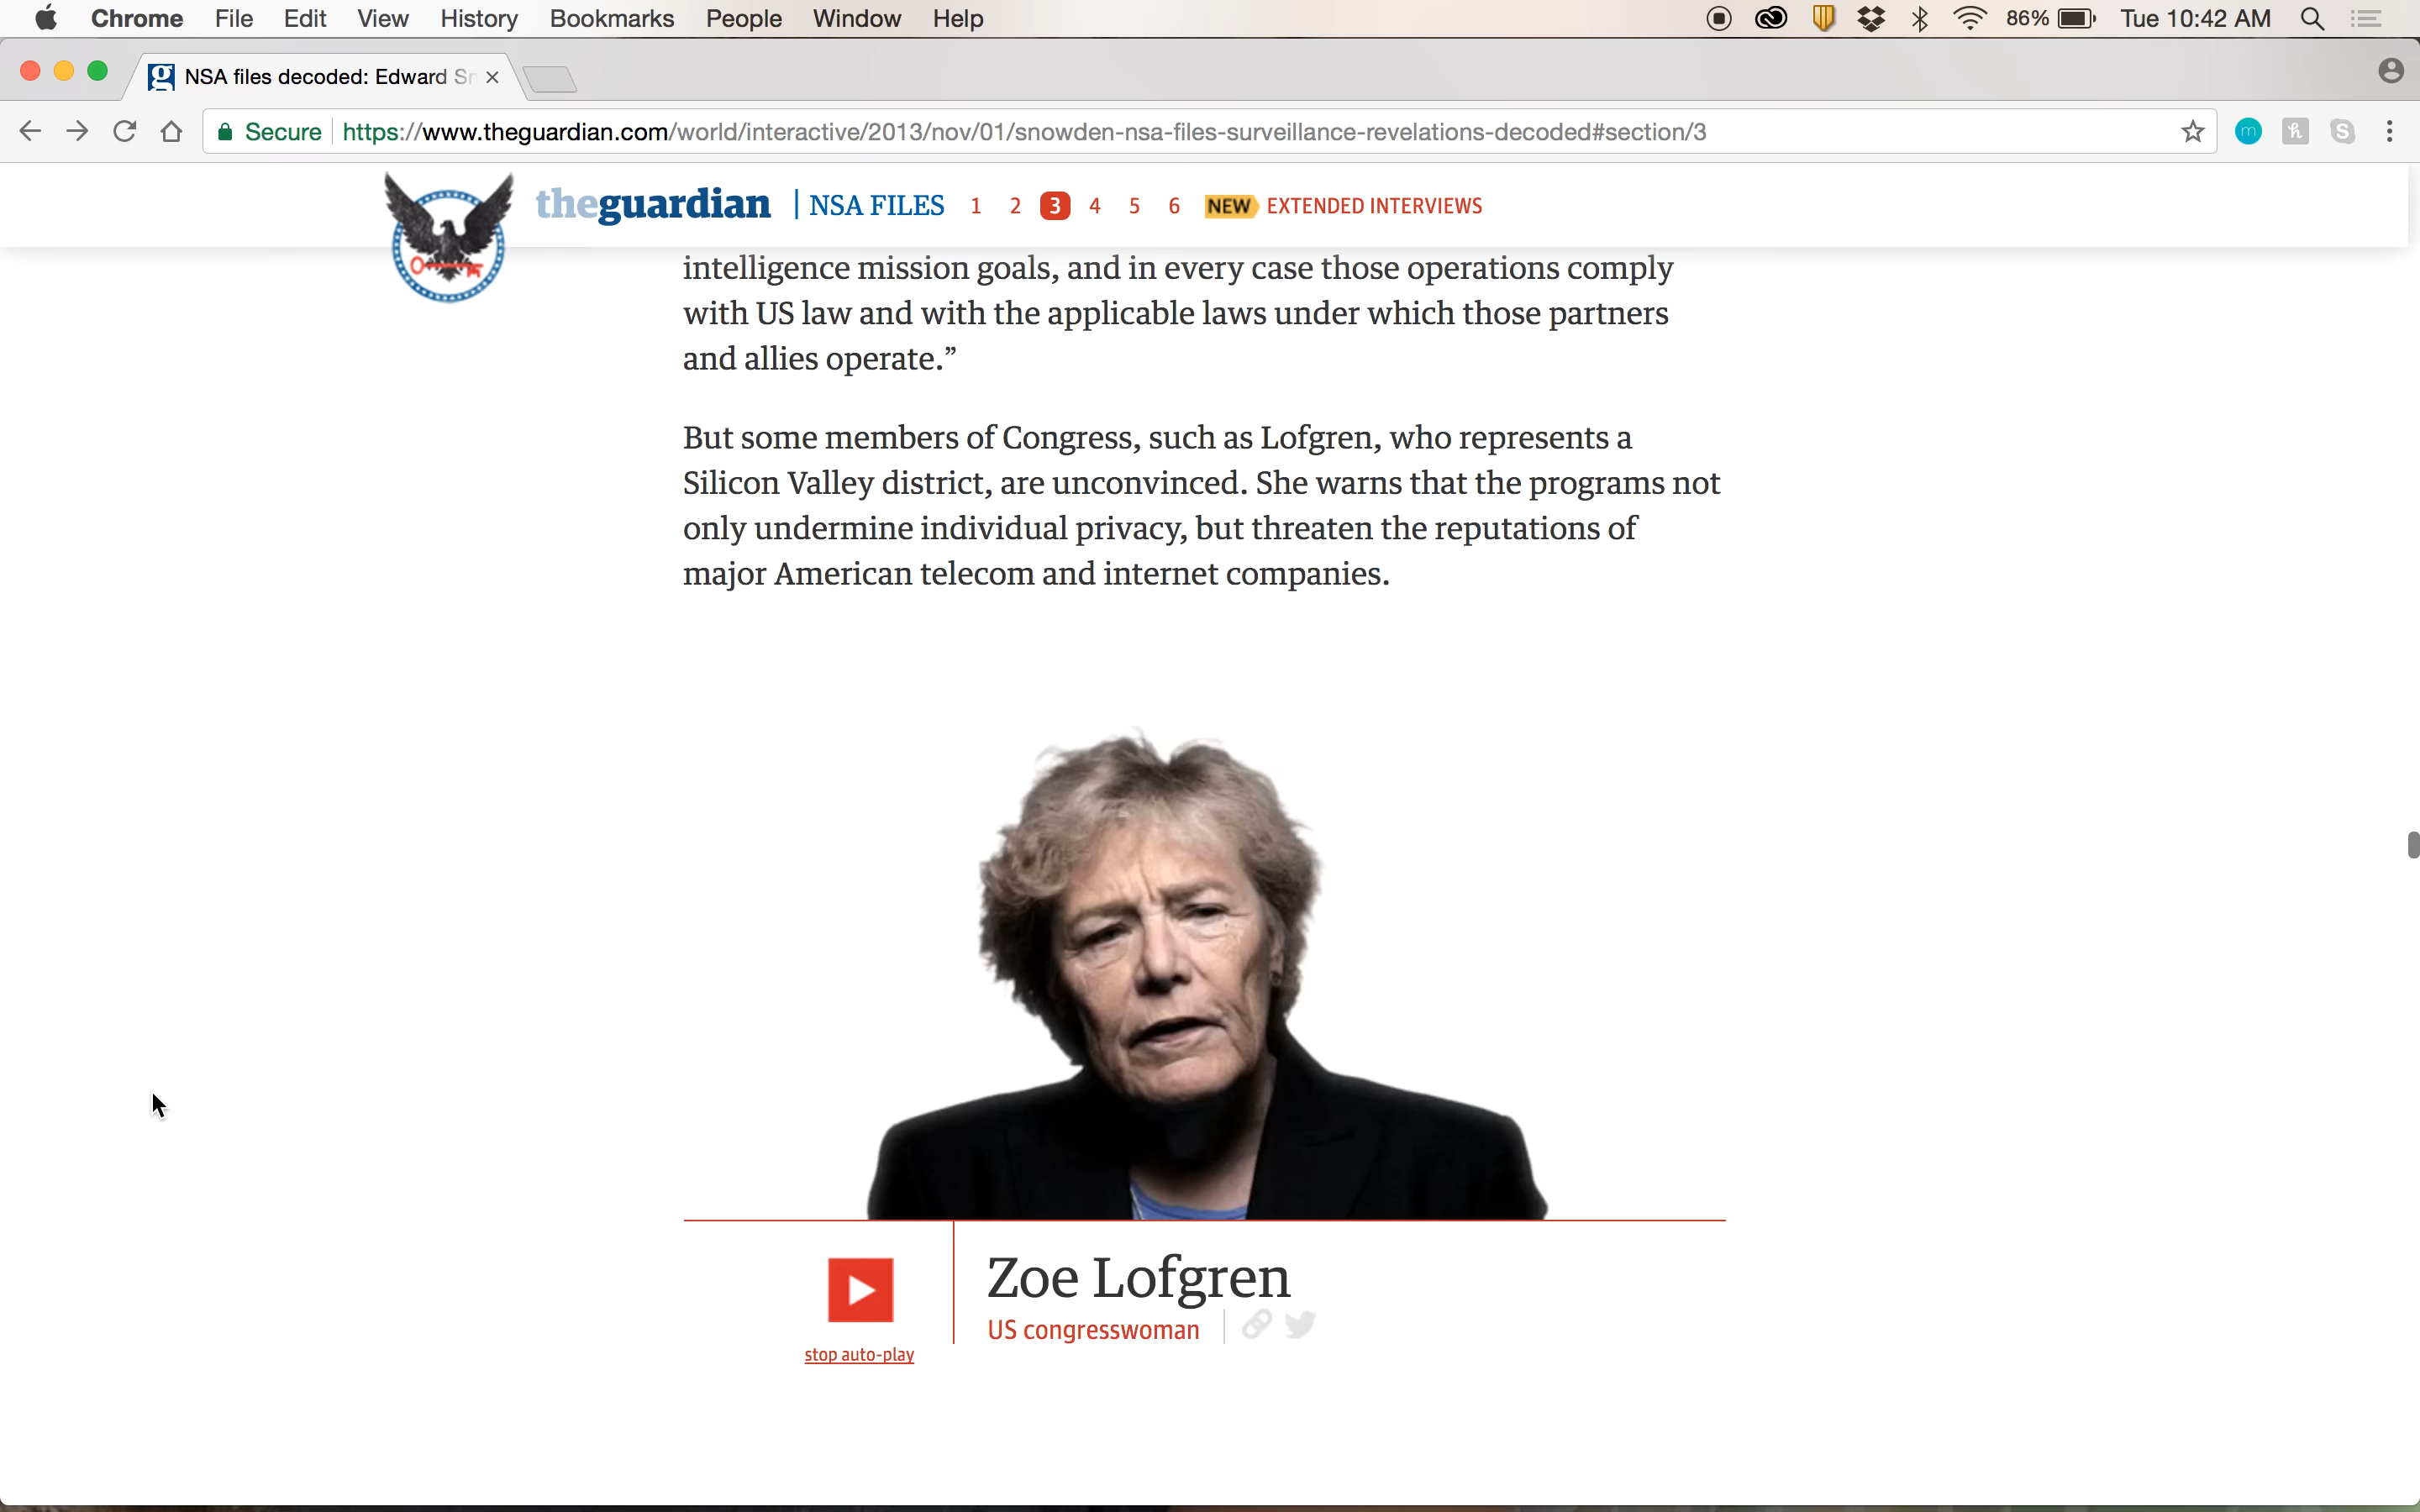 Chrome File Edit View History Bookmarks People Window Help 86% Tue 10:42 AM
NSA files decoded: Edward Sn
Secure https://www.theguardian.com/world/interactive/2013/nov/01/snowden-nsa-files-surveillance-revelations-decoded#section/3
theguardian NSA FILES 1 2 3 4 5 6 NEW EXTENDED INTERVIEWS
intelligence mission goals, and in every case those operations comply
with US law and with the applicable laws under which those partners
and allies operate.”
But some members of Congress, such as Lofgren, who represents a
Silicon Valley district, are unconvinced. She warns that the programs not
only undermine individual privacy, but threaten the reputations of
major American telecom and internet companies.
Zoe Lofgren
US congresswoman
stop auto-play